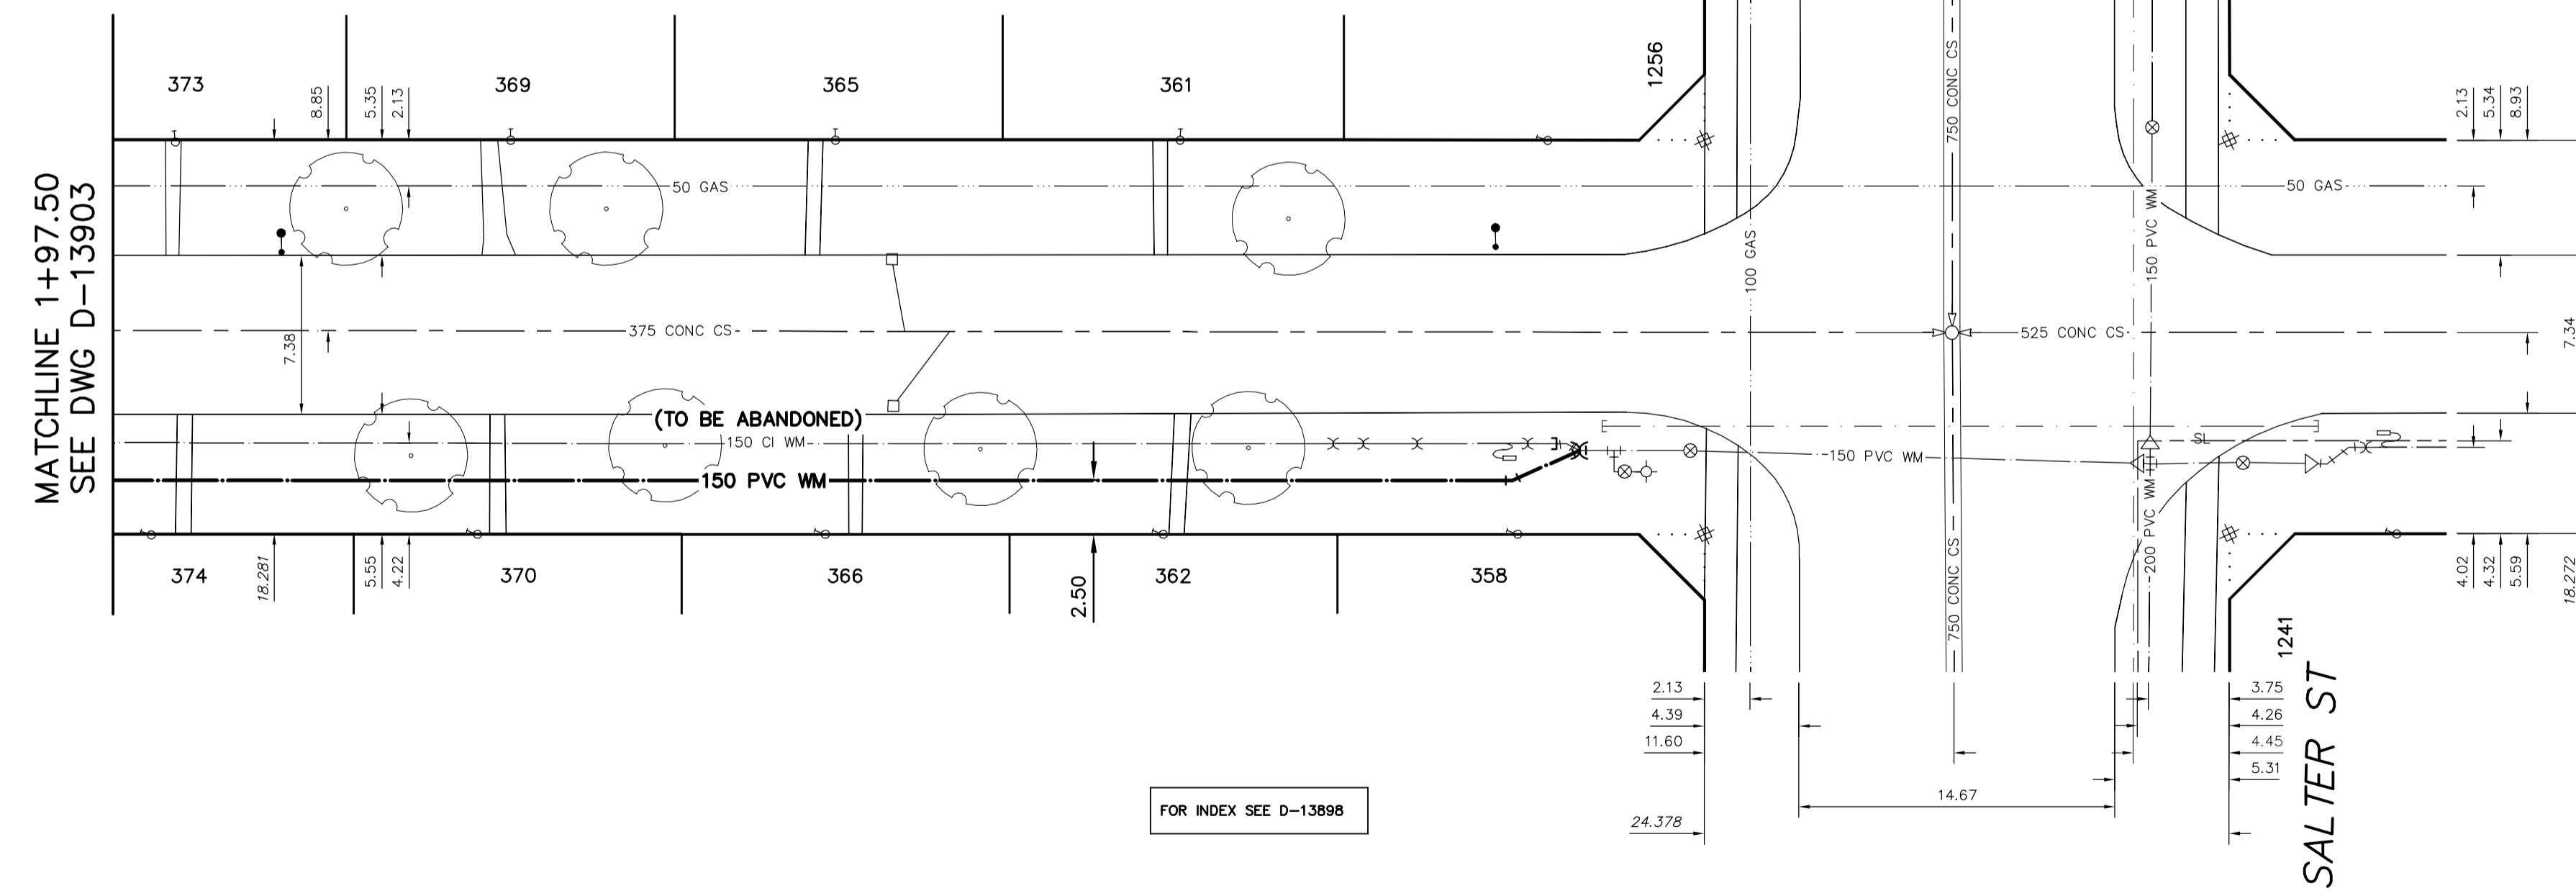 MATCHLINE 1+97.50
SEE DWG D-13903
373
369
365
361
1256
8.85
5.35
2.13
50 GAS
375 CONC CS
7.38
(TO BE ABANDONED)
150 CI WM
150 PVC WM
374
370
366
362
358
18.281
5.55
4.22
2.50
750 CONC CS
100 GAS
150 PVC WM
50 GAS
2.13
5.34
8.93
525 CONC CS
7.34
SL
150 PVC WM
200 PVC WM
750 CONC CS
4.02
4.32
5.59
18.272
1241
SALTER ST
2.13
4.39
11.60
24.378
14.67
3.75
4.26
4.45
5.31
FOR INDEX SEE D-13898